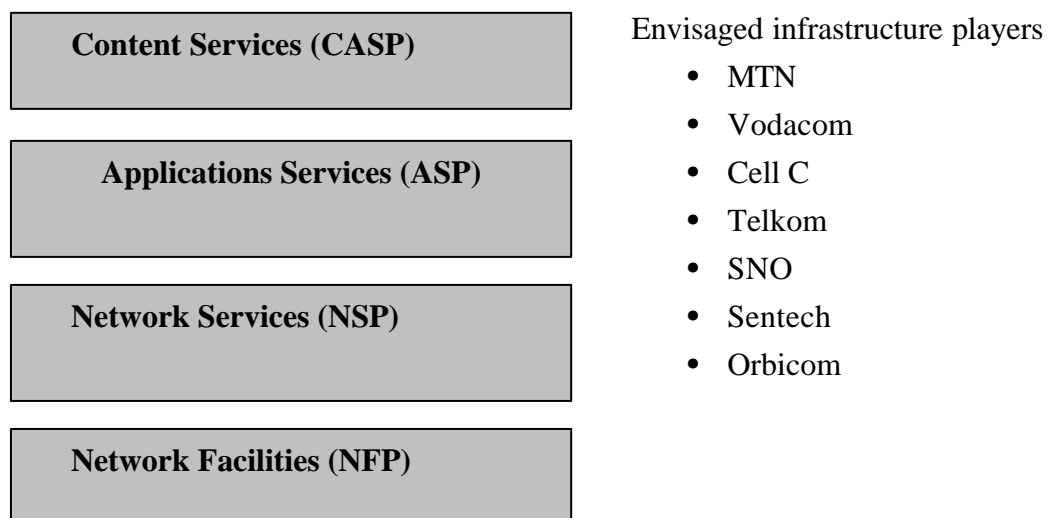 Content Services (CASP)
Applications Services (ASP)
Network Services (NSP)
Network Facilities (NFP)
Envisaged infrastructure players
• MTN
• Vodacom
• Cell C
• Telkom
• SNO
• Sentech
• Orbicom